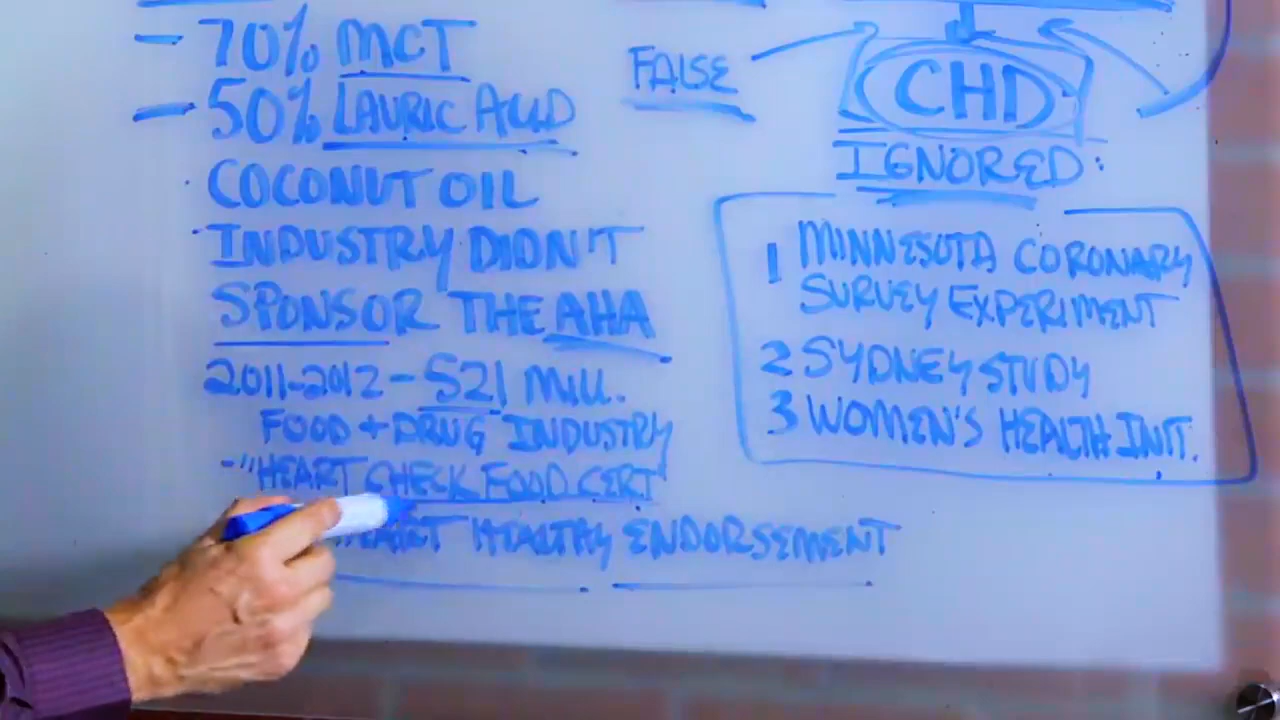 - 70% MCT
- 50% LAURIC ACID
· COCONUT OIL
· INDUSTRY DIDN'T
SPONSOR THE AHA
2011-2012 - $21 MILL.
FOOD + DRUG INDUSTRY
- "HEART CHECK FOOD CERT"
HEART HEALTHY ENDORSEMENT
FALSE
CHD
IGNORED:
1 MINNESOTA CORONARY
SURVEY EXPERIMENT
2 SYDNEY STUDY
3 WOMEN'S HEALTH INIT.